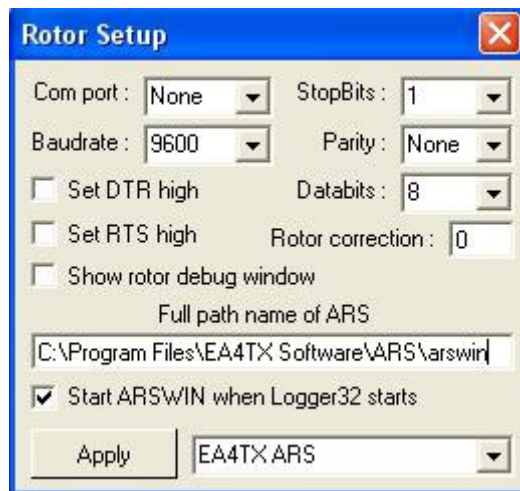 Rotor Setup
Com port : None StopBits : 1
Baudrate : 9600 Parity : None
Set DTR high Databits : 8
Set RTS high Rotor correction : 0
Show rotor debug window
Full path name of ARS
C:\Program Files\EA4TX Software\ARS\arswin
Start ARSWIN when Logger32 starts
Apply EA4TX ARS